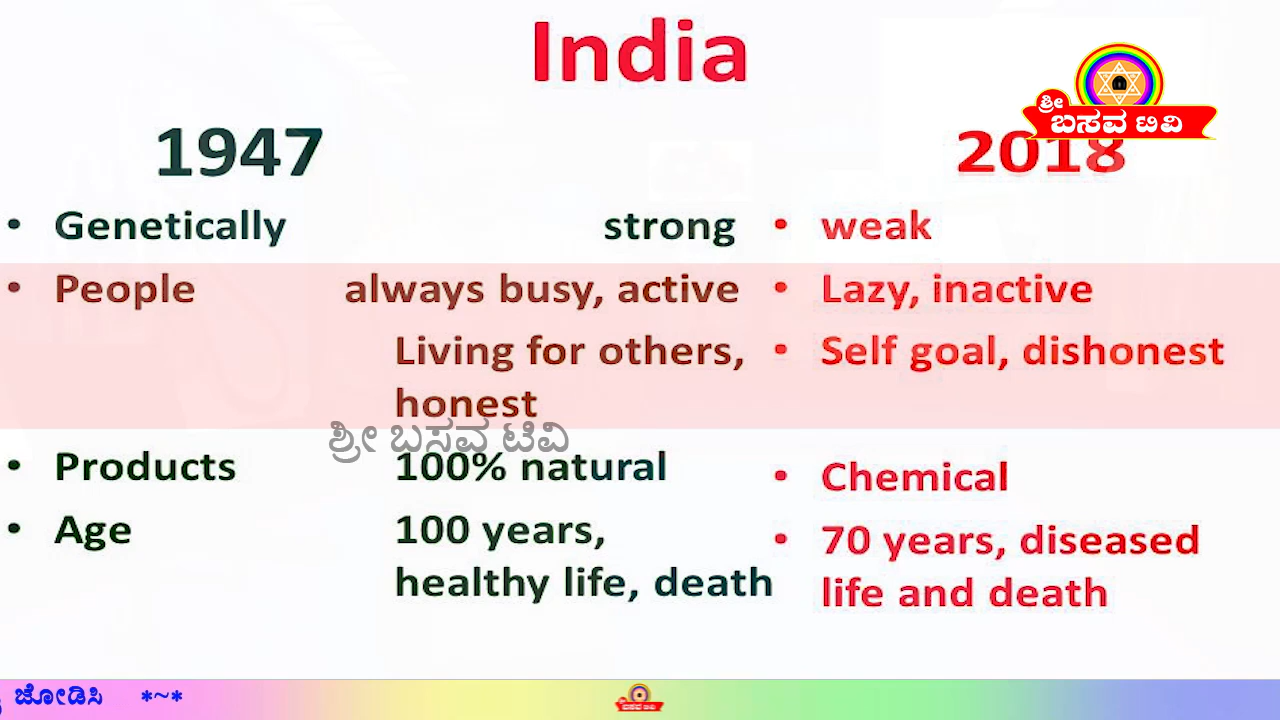 India
ಶ್ರೀ
ಬಸವ ಟಿವಿ
1947 2018
• Genetically strong • weak
• People always busy, active • Lazy, inactive
Living for others, • Self goal, dishonest
honest
ಶ್ರೀ ಬಸವ ಟಿವಿ
• Products 100% natural • Chemical
• Age 100 years, • 70 years, diseased
healthy life, death life and death
ಜೋಡಿಸಿ *~*
ಬಸವ ಟಿವಿ